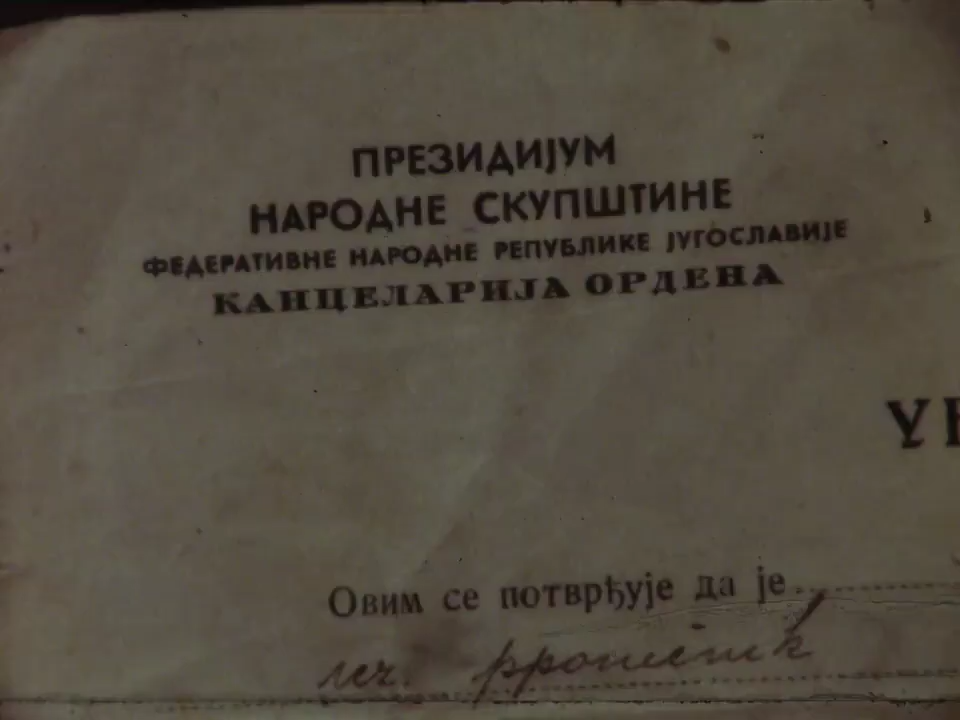 ПРЕЗИДИЈУМ
НАРОДНЕ СКУПШТИНЕ
ФЕДЕРАТИВНЕ НАРОДНЕ РЕПУБЛИКЕ ЈУГОСЛАВИЈЕ
КАНЦЕЛАРИЈА ОРДЕНА
Овим се потврђује да је